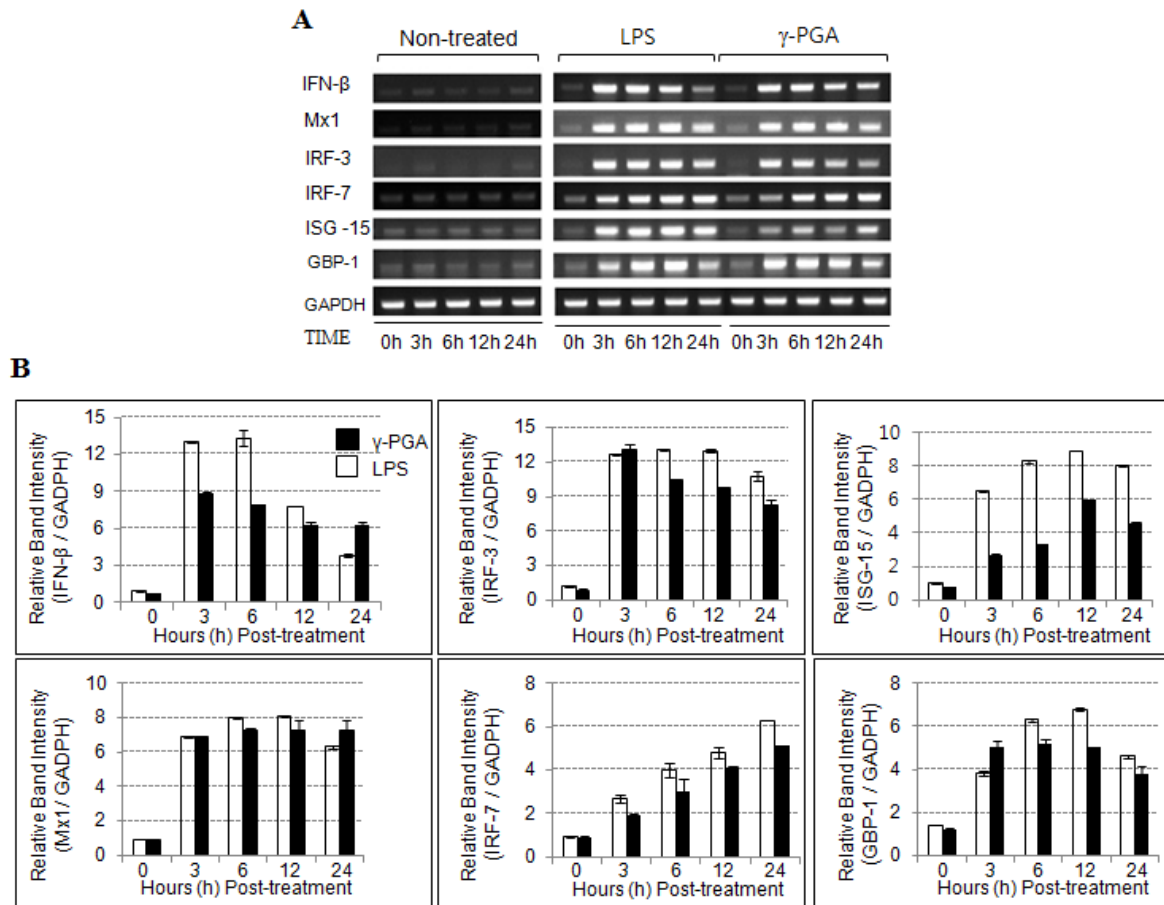 A
Non-treated LPS γ-PGA
IFN-β
Mx1
IRF-3
IRF-7
ISG -15
GBP-1
GAPDH
TIME 0h 3h 6h 12h 24h 0h 3h 6h 12h 24h 0h 3h 6h 12h 24h
B
Relative Band Intensity
(IFN-β / GADPH)
15
12
9
6
3
0
γ-PGA
LPS
0 3 6 12 24
Hours (h) Post-treatment
Relative Band Intensity
(IRF-3 / GADPH)
15
12
9
6
3
0
0 3 6 12 24
Hours (h) Post-treatment
Relative Band Intensity
(ISG-15 / GADPH)
10
8
6
4
2
0
0 3 6 12 24
Hours (h) Post-treatment
Relative Band Intensity
(Mx1 / GADPH)
10
8
6
4
2
0
0 3 6 12 24
Hours (h) Post-treatment
Relative Band Intensity
(IRF-7 / GADPH)
8
6
4
2
0
0 3 6 12 24
Hours (h) Post-treatment
Relative Band Intensity
(GBP-1 / GADPH)
8
6
4
2
0
0 3 6 12 24
Hours (h) Post-treatment